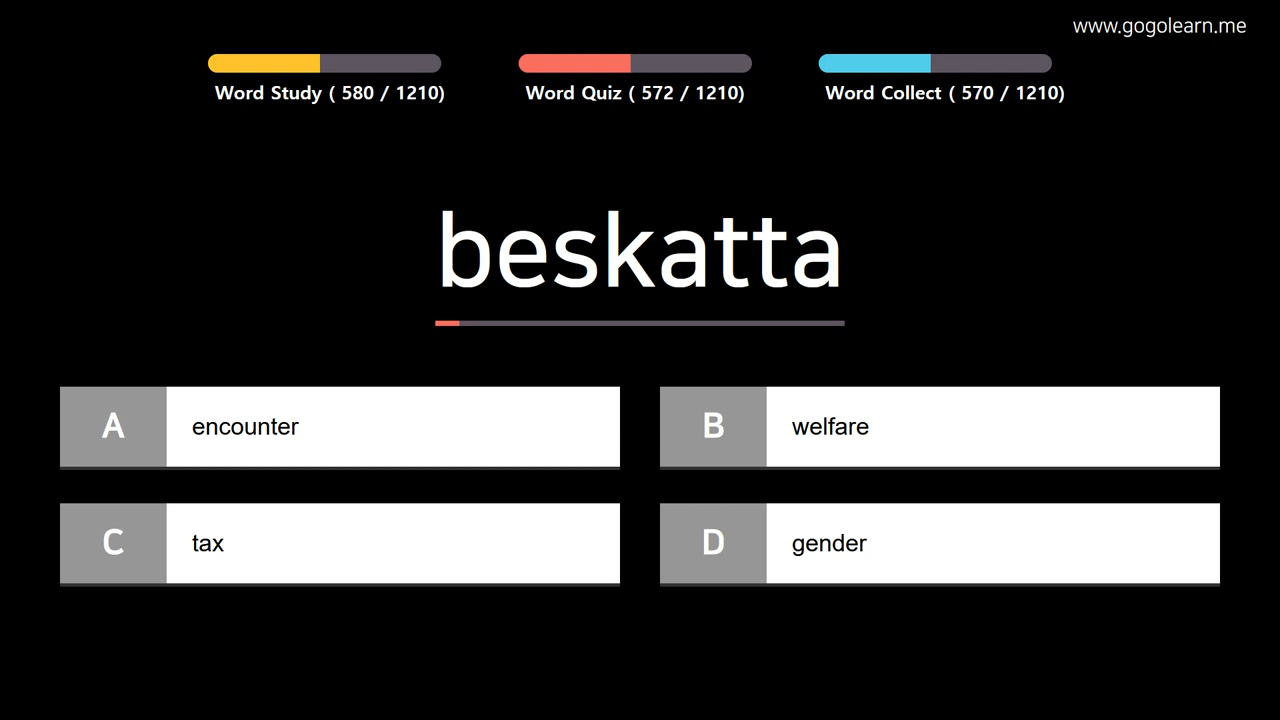 www.gogolearn.me
Word Study ( 580 / 1210)
Word Quiz ( 572 / 1210)
Word Collect ( 570 / 1210)
beskatta
A encounter
B welfare
C tax
D gender